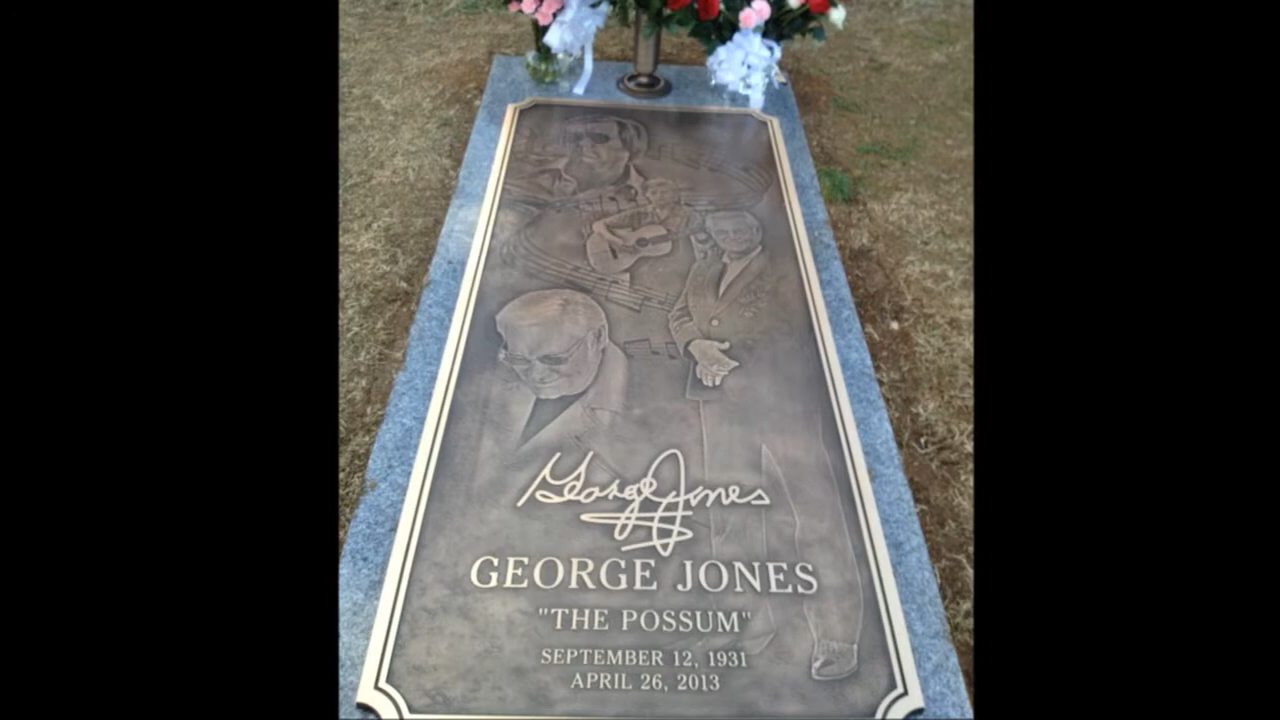 George Jones
GEORGE JONES
"THE POSSUM"
SEPTEMBER 12, 1931
APRIL 26, 2013